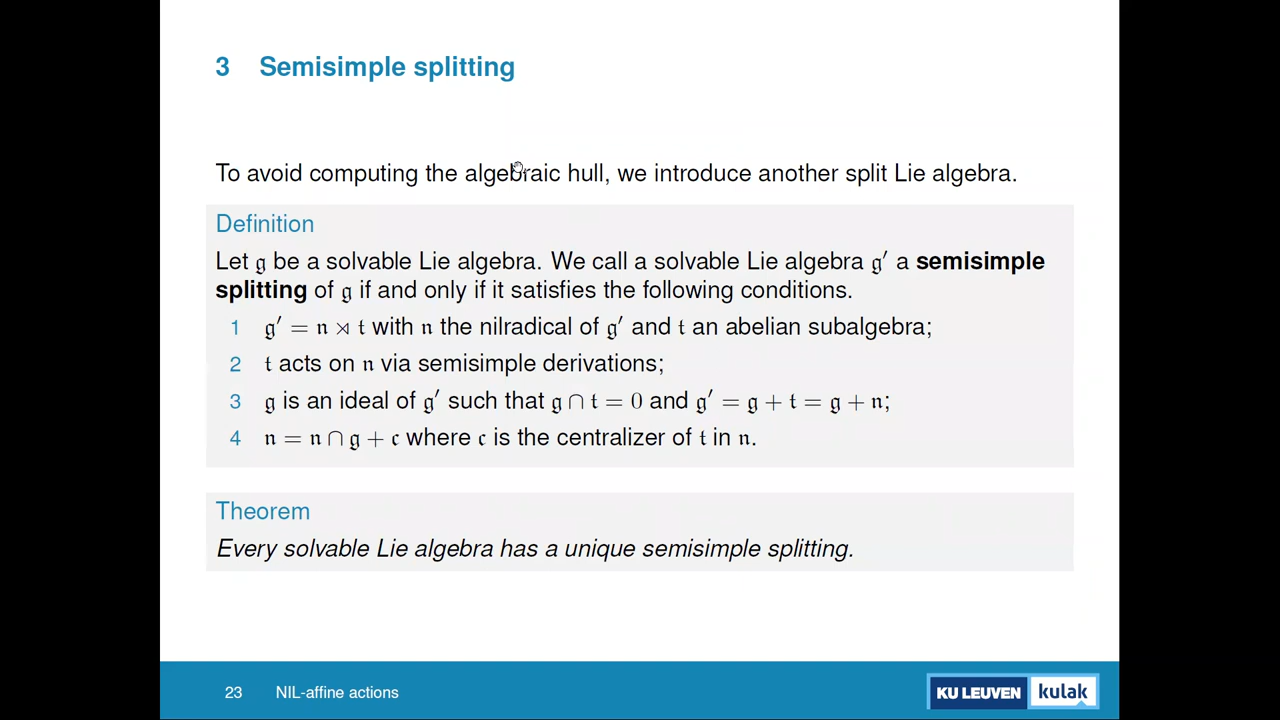 3 Semisimple splitting
To avoid computing the algebraic hull, we introduce another split Lie algebra.
Definition
Let 𝔤 be a solvable Lie algebra. We call a solvable Lie algebra 𝔤′ a semisimple
splitting of 𝔤 if and only if it satisfies the following conditions.
1 𝔤′ = 𝔫 ⋊ 𝔱 with 𝔫 the nilradical of 𝔤′ and 𝔱 an abelian subalgebra;
2 𝔱 acts on 𝔫 via semisimple derivations;
3 𝔤 is an ideal of 𝔤′ such that 𝔤 ∩ 𝔱 = 0 and 𝔤′ = 𝔤 + 𝔱 = 𝔤 + 𝔫;
4 𝔫 = 𝔫 ∩ 𝔤 + 𝔠 where 𝔠 is the centralizer of 𝔱 in 𝔫.
Theorem
Every solvable Lie algebra has a unique semisimple splitting.
23 NIL-affine actions
KU LEUVEN kulak